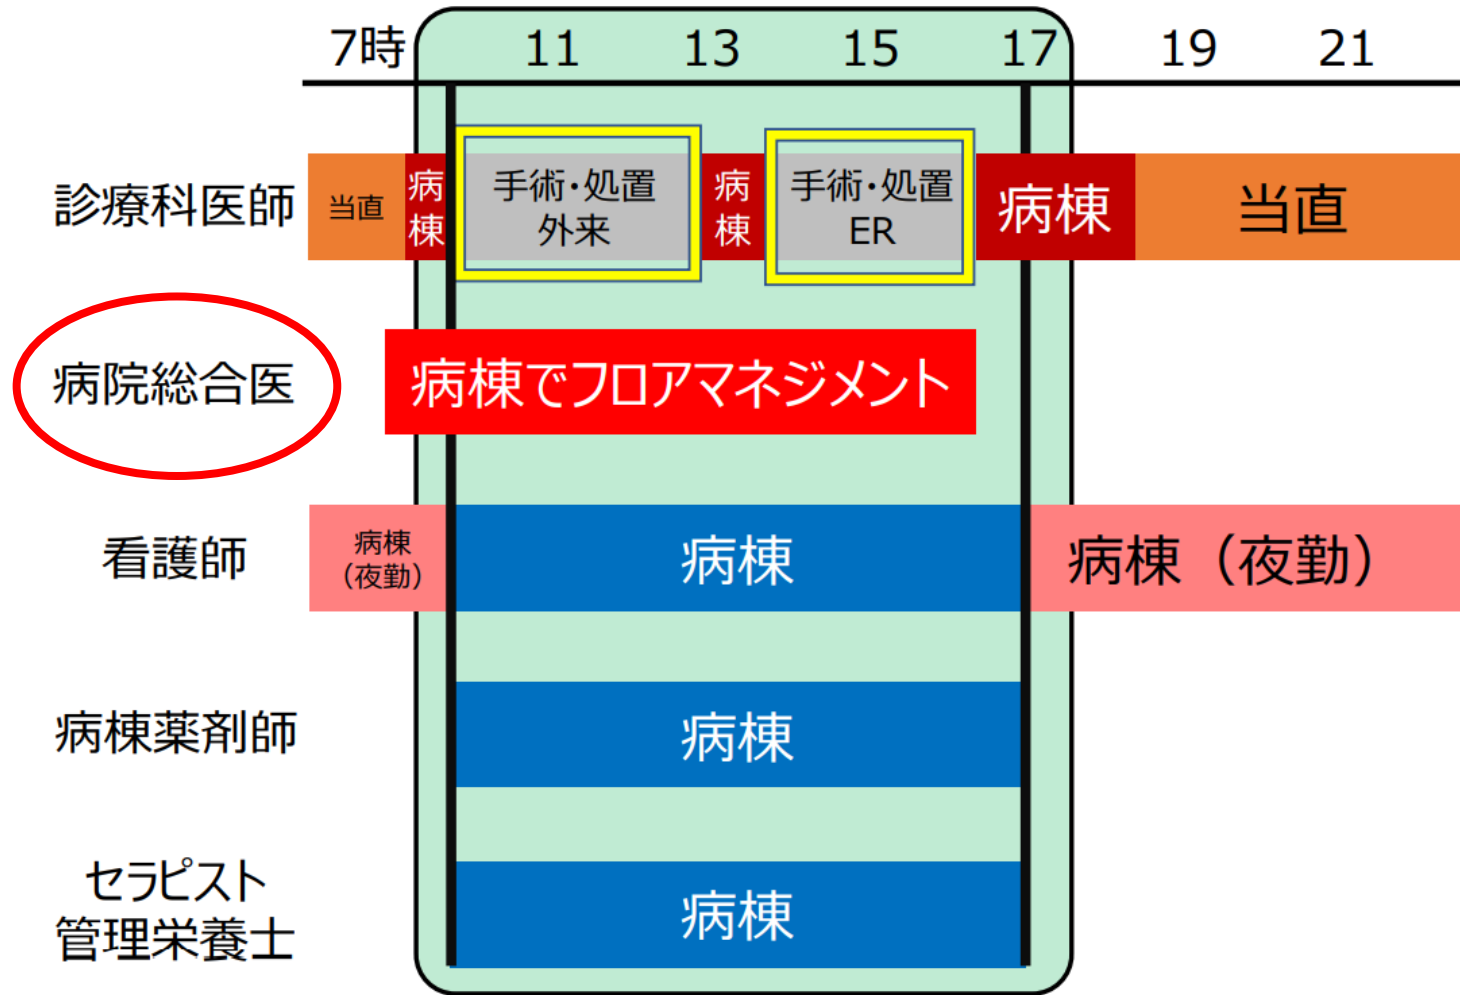 7時 11 13 15 17 19 21
診療科医師
当直
病
棟
手術・処置
外来
病
棟
手術・処置
ER
病棟
当直
病院総合医
病棟でフロアマネジメント
看護師
病棟
（夜勤）
病棟
病棟（夜勤）
病棟薬剤師
病棟
セラピスト
管理栄養士
病棟